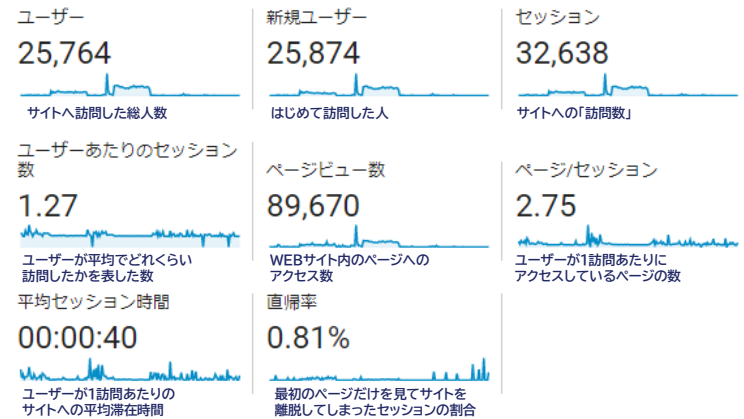 ユーザー
25,764
サイトへ訪問した総人数
新規ユーザー
25,874
はじめて訪問した人
セッション
32,638
サイトへの「訪問数」
ユーザーあたりのセッション
数
1.27
ユーザーが平均でどれくらい
訪問したかを表した数
ページビュー数
89,670
WEBサイト内のページへの
アクセス数
ページ/セッション
2.75
ユーザーが1訪問あたりに
アクセスしているページの数
平均セッション時間
00:00:40
ユーザーが1訪問あたりの
サイトへの平均滞在時間
直帰率
0.81%
最初のページだけを見てサイトを
離脱してしまったセッションの割合